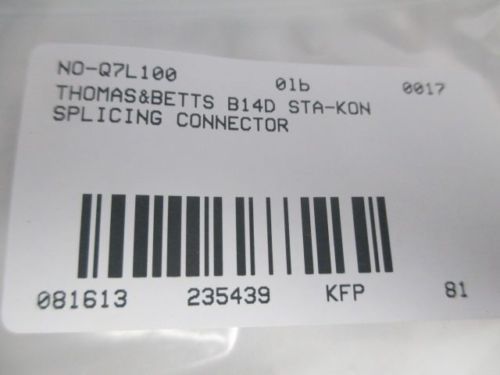 NO-Q7L100 01b 0017
THOMAS&BETTS B14D STA-KON
SPLICING CONNECTOR
081613 235439 KFP 81